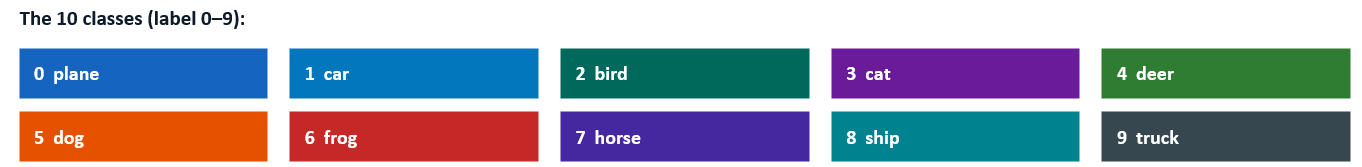 The 10 classes (label 0–9):
0 plane
1 car
2 bird
3 cat
4 deer
5 dog
6 frog
7 horse
8 ship
9 truck